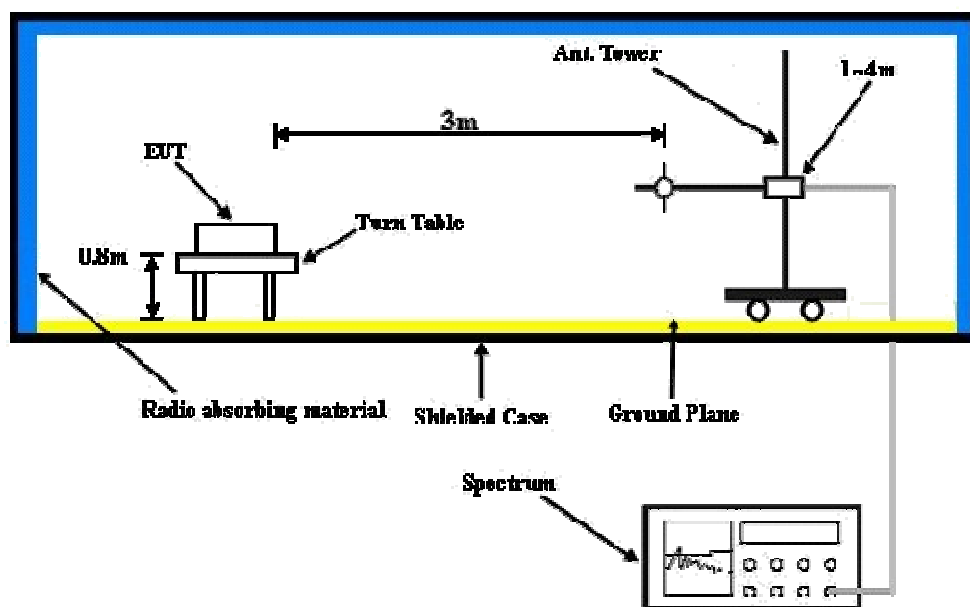 Ant. Tower
1~4m
3m
EUT
Turn Table
0.8m
Radio absorbing material
Shielded Case
Ground Plane
Spectrum